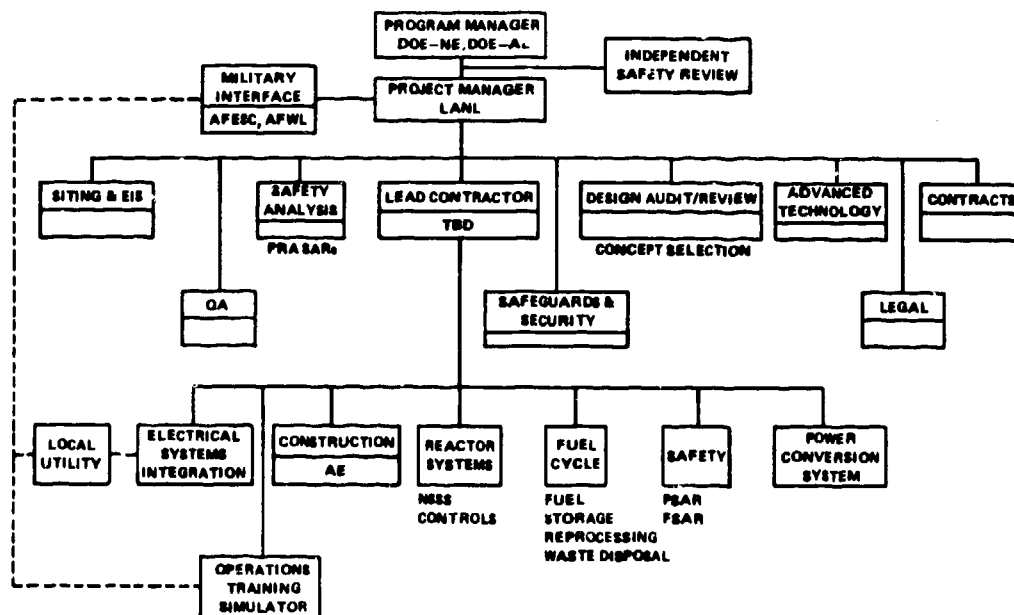 PROGRAM MANAGER
DOE-NE, DOE-AL
INDEPENDENT
SAFETY REVIEW
MILITARY
INTERFACE
AFESC, AFWL
PROJECT MANAGER
LANL
SITING & EIS
SAFETY
ANALYSIS
PRA SARs
LEAD CONTRACTOR
TBD
DESIGN AUDIT/REVIEW
CONCEPT SELECTION
ADVANCED
TECHNOLOGY
CONTRACTS
QA
SAFEGUARDS &
SECURITY
LEGAL
LOCAL
UTILITY
ELECTRICAL
SYSTEMS
INTEGRATION
CONSTRUCTION
AE
REACTOR
SYSTEMS
NSSS
CONTROLS
FUEL
CYCLE
FUEL
STORAGE
REPROCESSING
WASTE DISPOSAL
SAFETY
PSAR
FSAR
POWER
CONVERSION
SYSTEM
OPERATIONS
TRAINING
SIMULATOR